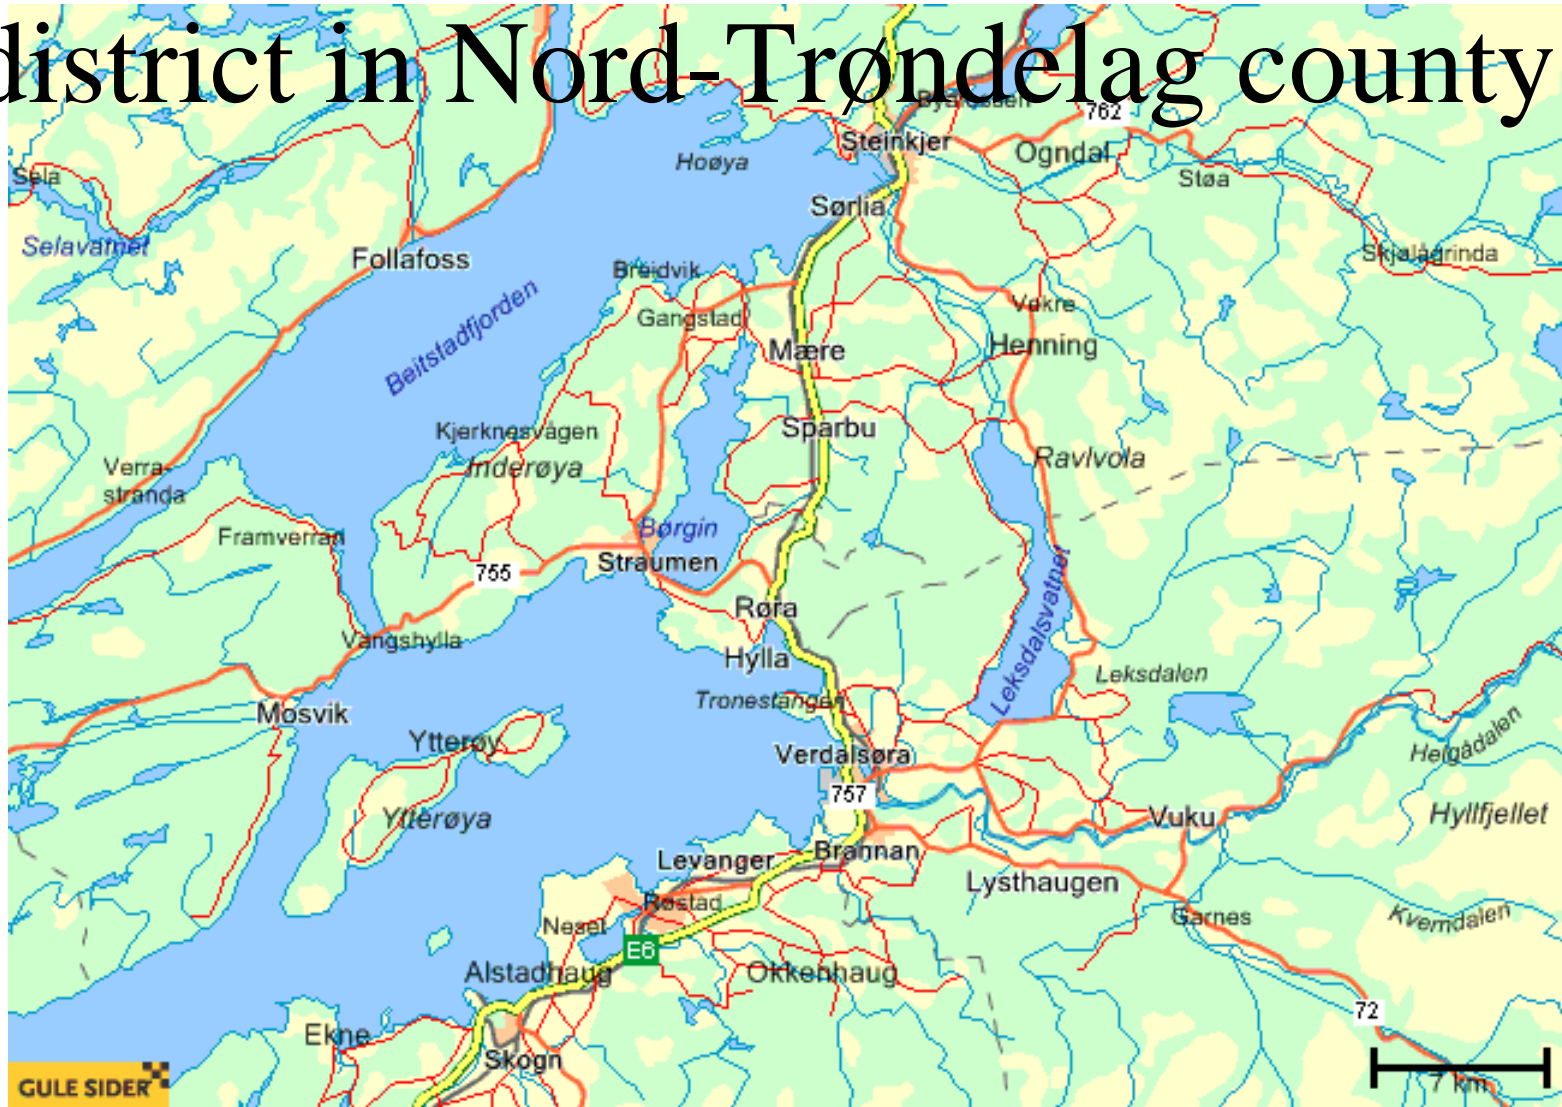 district in Nord-Trøndelag county
762
Steinkjer
Hoøya
Ogndal
Sela
Støa
Sørlia
Selavatnet
Follafoss
Skjølågrinda
Breidvik
Beitstadfjorden
Gangstad
Vekre
Mære
Henning
Kjerknesvågen
Sparbu
Inderøya
Ravlvola
Verra-
stranda
Framverran
Børgin
Straumen
755
Leksdalsvatnet
Røra
Vangshylla
Hylla
Leksdalen
Tronestangen
Mosvik
Ytterøy
Helgådalen
Verdalsøra
757
Ytterøya
Vuku
Hyllfjellet
Levanger
Brannan
Lysthaugen
Røstad
Garnes
Kverndalen
Neset
E6
Alstadhaug
Okkenhaug
72
Ekne
Skogn
GULE SIDER
7 km